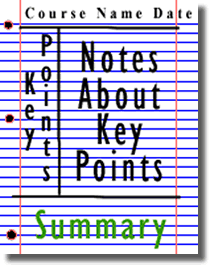 Course Name Date
Key Points
Notes
About
Key
Points
Summary